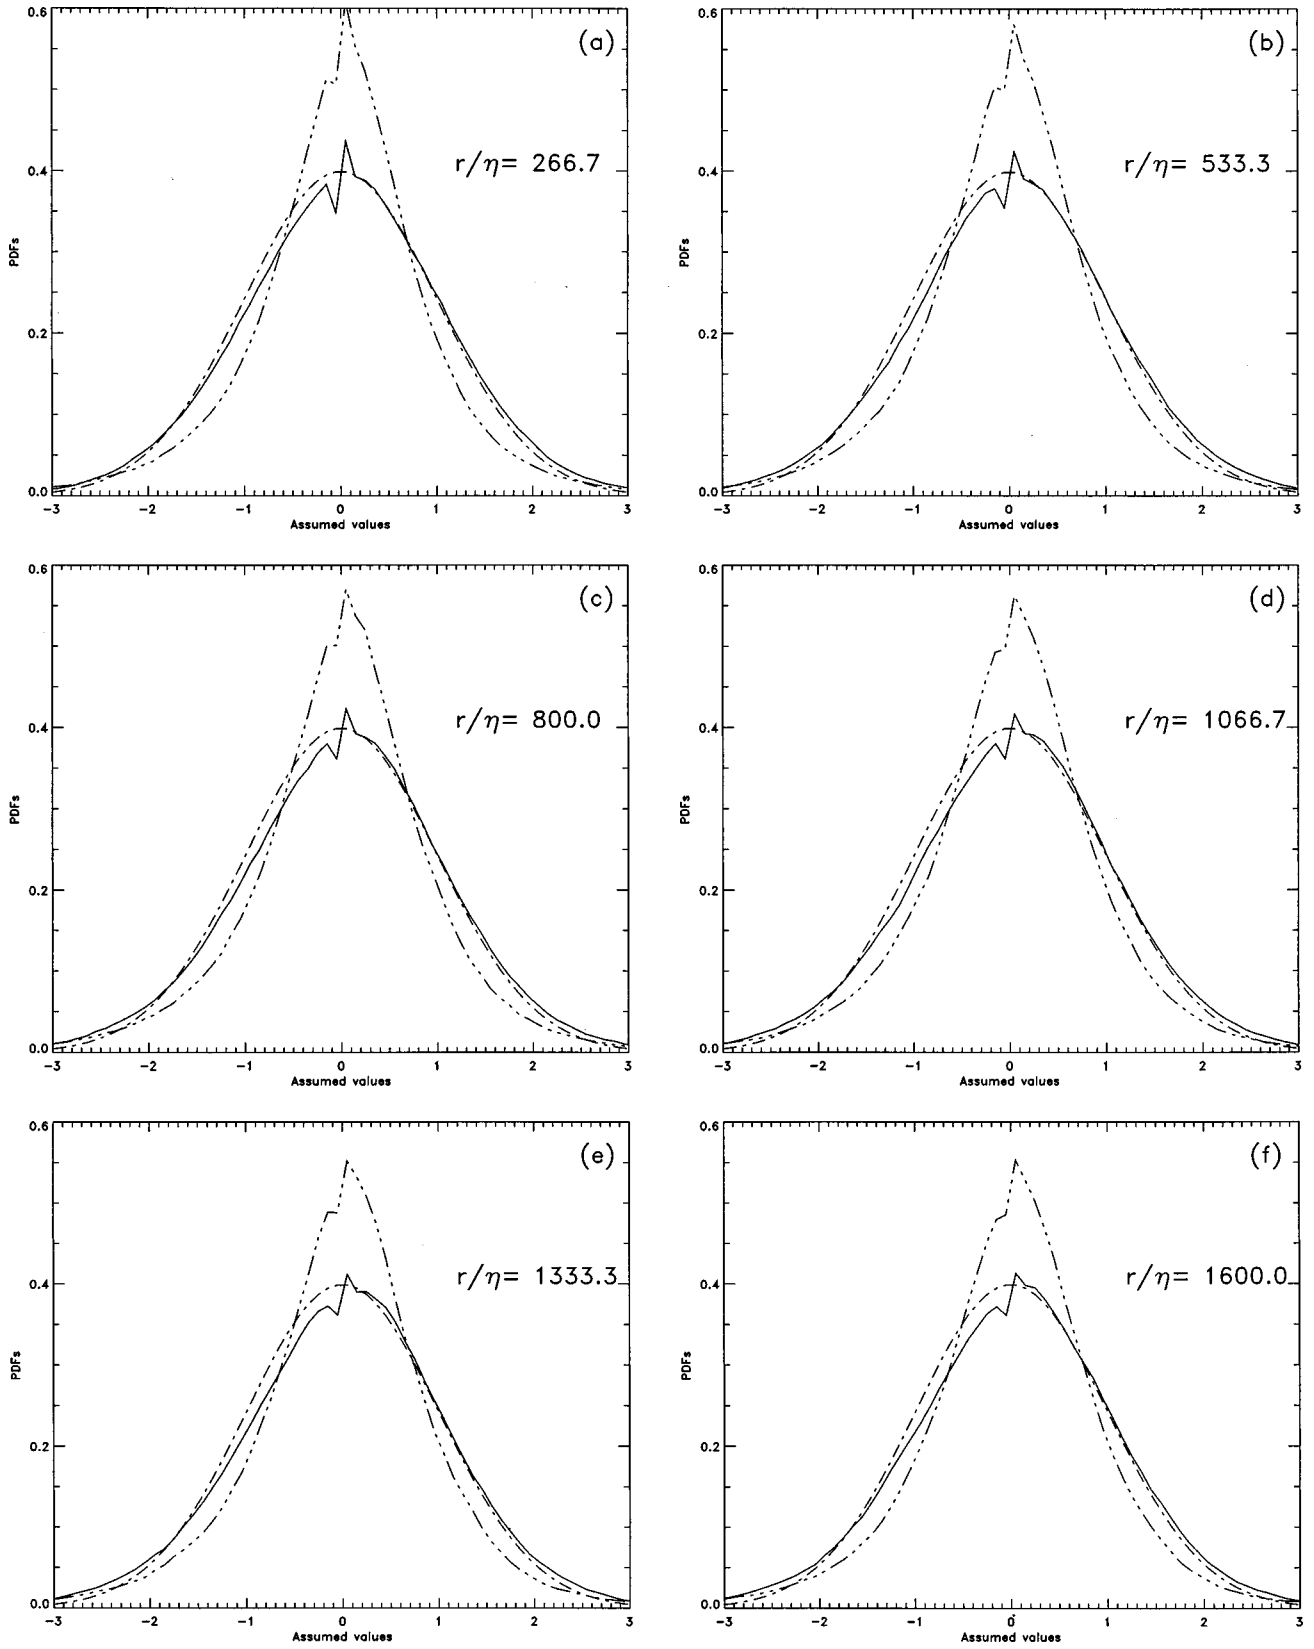 0.6
(a)
r/η= 266.7
0.4
PDFs
0.2
0.0
-3 -2 -1 0 1 2 3
Assumed values
0.6
(b)
r/η= 533.3
0.4
PDFs
0.2
0.0
-3 -2 -1 0 1 2 3
Assumed values
0.6
(c)
r/η= 800.0
0.4
PDFs
0.2
0.0
-3 -2 -1 0 1 2 3
Assumed values
0.6
(d)
r/η= 1066.7
0.4
PDFs
0.2
0.0
-3 -2 -1 0 1 2 3
Assumed values
0.6
(e)
r/η= 1333.3
0.4
PDFs
0.2
0.0
-3 -2 -1 0 1 2 3
Assumed values
0.6
(f)
r/η= 1600.0
0.4
PDFs
0.2
0.0
-3 -2 -1 0 1 2 3
Assumed values